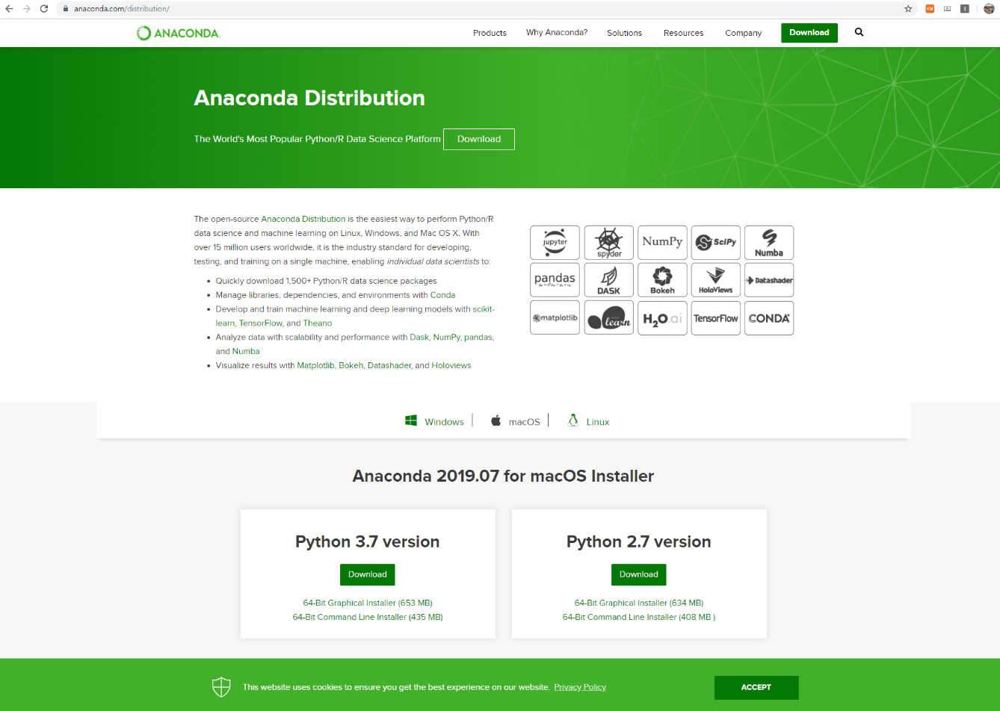 anaconda.com/distribution/
ANACONDA.
Products Why Anaconda? Solutions Resources Company Download
Anaconda Distribution
The World's Most Popular Python/R Data Science Platform Download
The open-source Anaconda Distribution is the easiest way to perform Python/R
data science and machine learning on Linux, Windows, and Mac OS X. With
over 15 million users worldwide, it is the industry standard for developing,
testing, and training on a single machine, enabling individual data scientists to:
• Quickly download 1,500+ Python/R data science packages
• Manage libraries, dependencies, and environments with Conda
• Develop and train machine learning and deep learning models with scikit-
learn, TensorFlow, and Theano
• Analyze data with scalability and performance with Dask, NumPy, pandas,
and Numba
• Visualize results with Matplotlib, Bokeh, Datashader, and Holoviews
jupyter spyder NumPy SciPy Numba
pandas DASK Bokeh HoloViews Datashader
matplotlib learn H2O.ai TensorFlow CONDA
Windows macOS Linux
Anaconda 2019.07 for macOS Installer
Python 3.7 version
Download
64-Bit Graphical Installer (653 MB)
64-Bit Command Line Installer (435 MB)
Python 2.7 version
Download
64-Bit Graphical Installer (634 MB)
64-Bit Command Line Installer (408 MB )
This website uses cookies to ensure you get the best experience on our website. Privacy Policy
ACCEPT